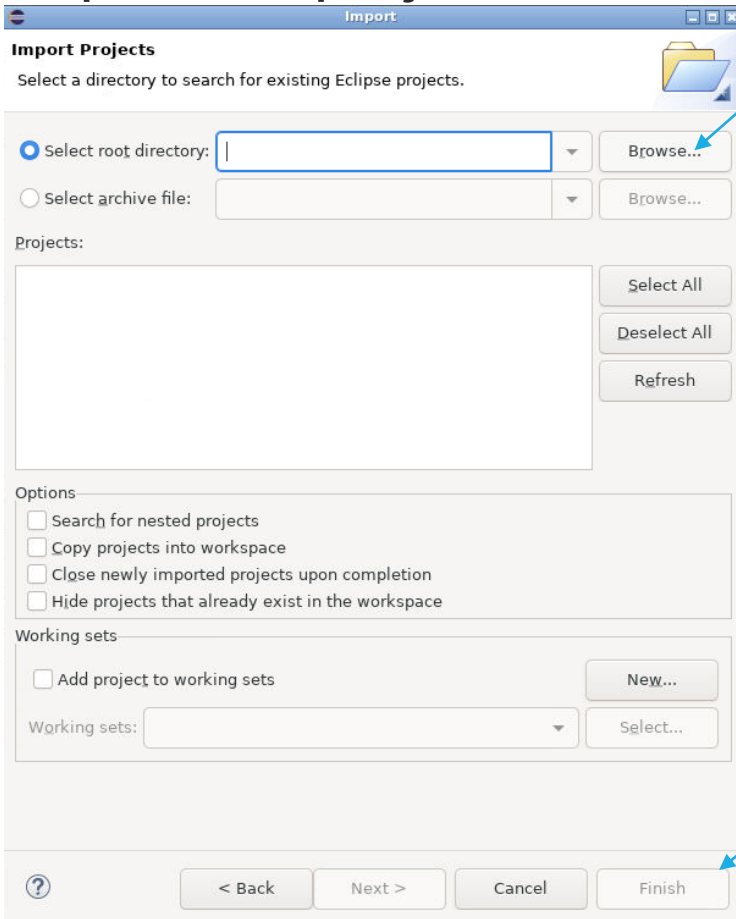 Import
Import Projects
Select a directory to search for existing Eclipse projects.
Select root directory:
Browse...
Select archive file:
Browse...
Projects:
Select All
Deselect All
Refresh
Options
Search for nested projects
Copy projects into workspace
Close newly imported projects upon completion
Hide projects that already exist in the workspace
Working sets
Add project to working sets
New...
Working sets:
Select...
?
< Back
Next >
Cancel
Finish